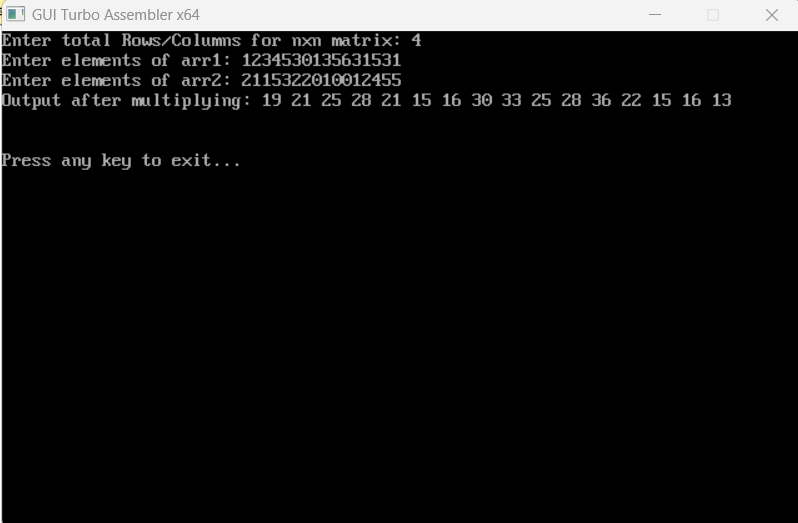 GUI Turbo Assembler x64
Enter total Rows/Columns for nxn matrix: 4
Enter elements of arr1: 1234530135631531
Enter elements of arr2: 2115322010012455
Output after multiplying: 19 21 25 28 21 15 16 30 33 25 28 36 22 15 16 13
Press any key to exit...